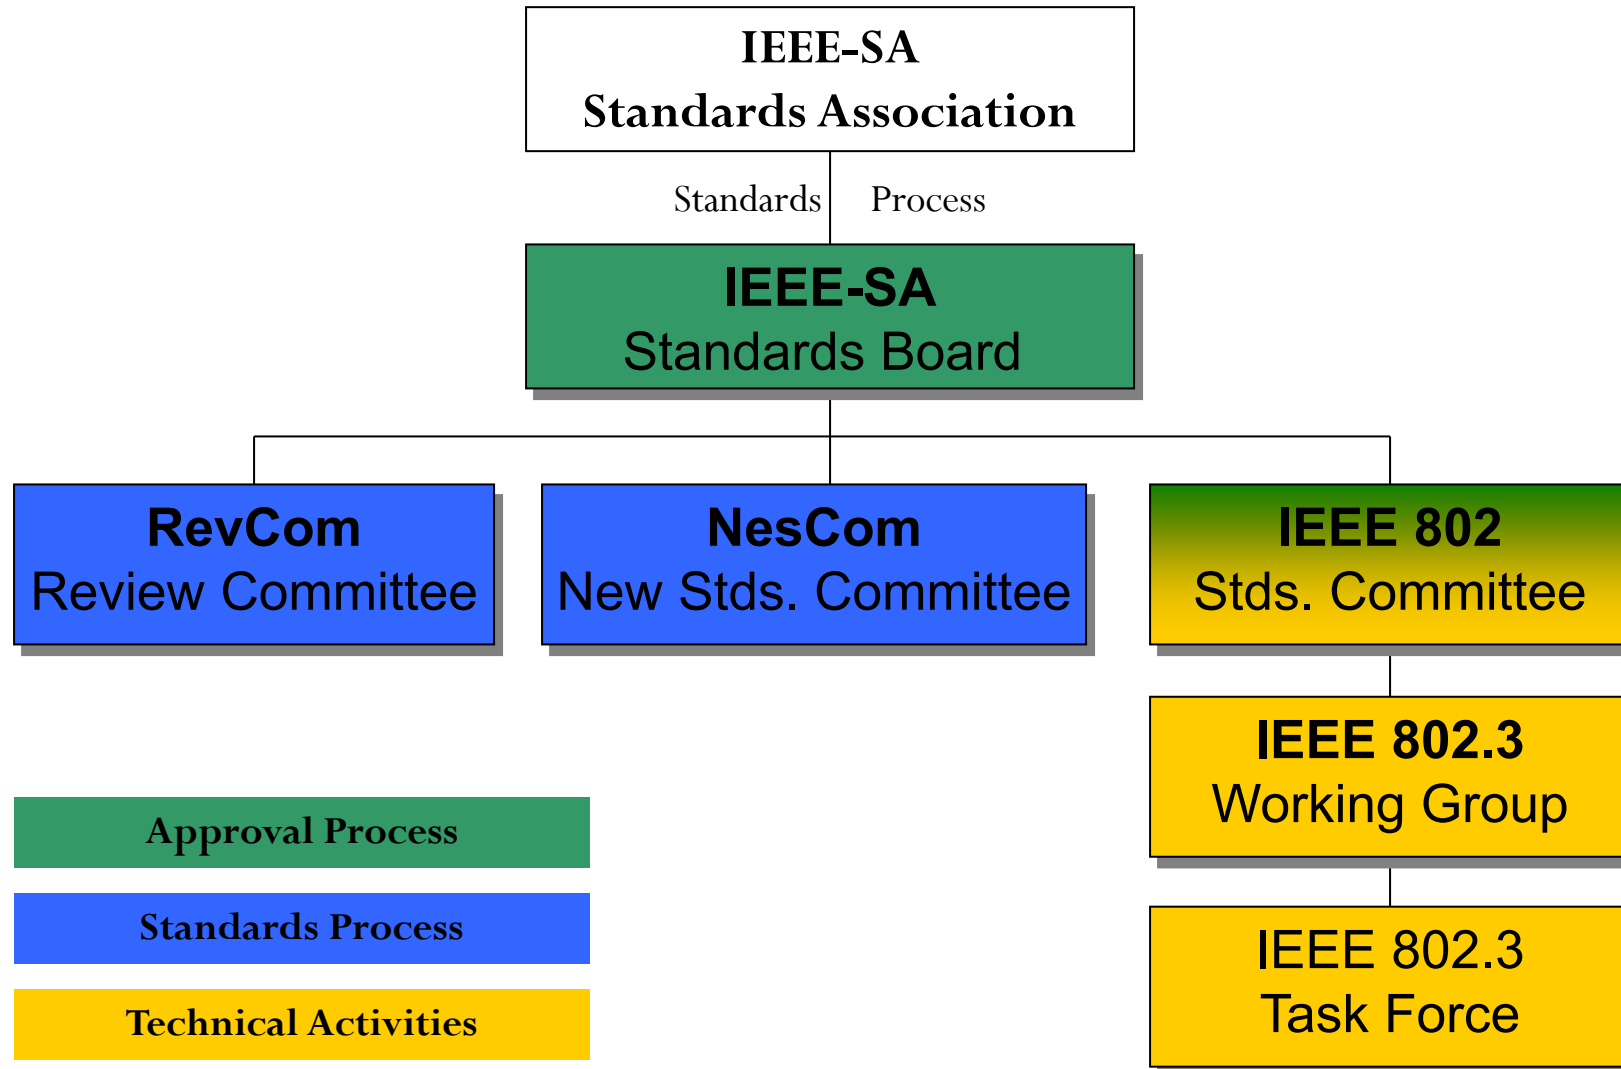 IEEE-SA
Standards Association
Standards Process
IEEE-SA
Standards Board
RevCom
Review Committee
NesCom
New Stds. Committee
IEEE 802
Stds. Committee
IEEE 802.3
Working Group
IEEE 802.3
Task Force
Approval Process
Standards Process
Technical Activities